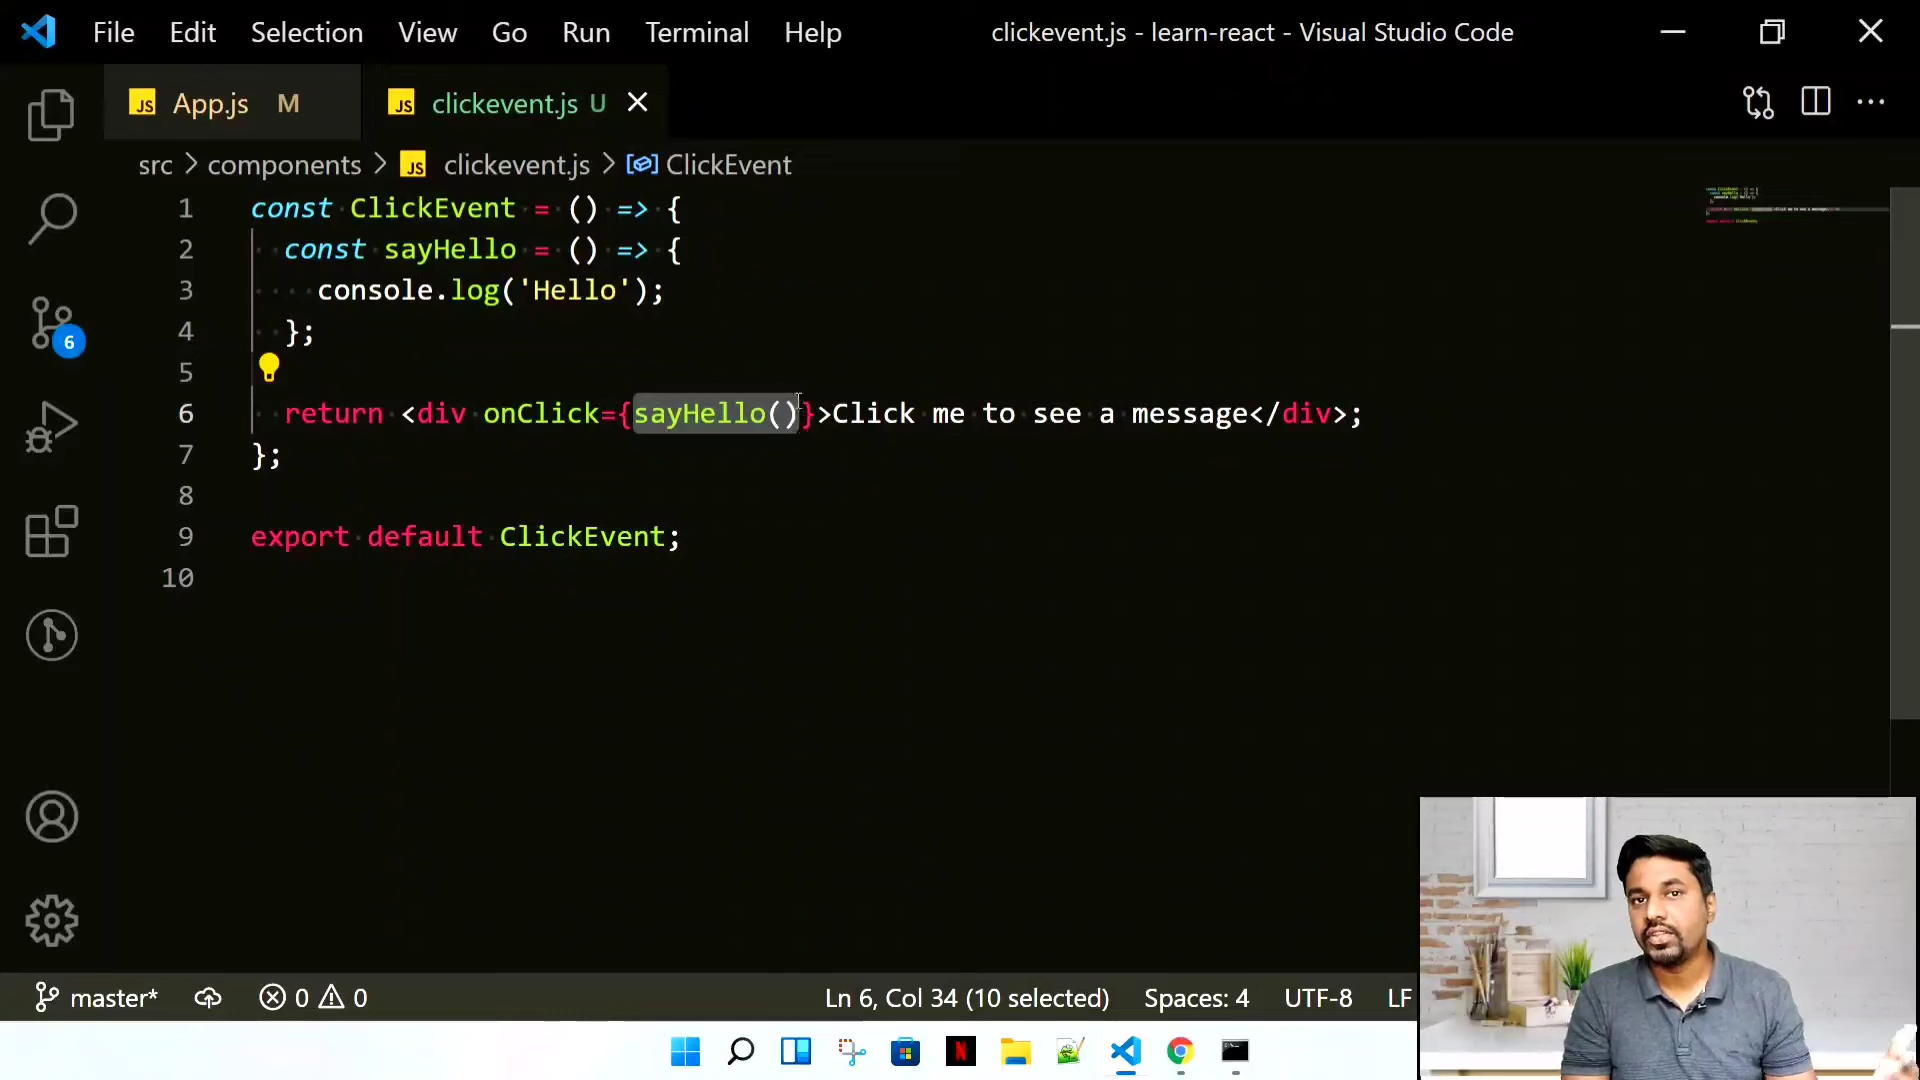 File Edit Selection View Go Run Terminal Help clickevent.js - learn-react - Visual Studio Code
JS App.js M JS clickevent.js U
src > components > JS clickevent.js > ClickEvent
1 const ClickEvent = () => {
2 const sayHello = () => {
3 console.log('Hello');
4 };
5
6 return <div onClick={sayHello()}>Click me to see a message</div>;
7 };
8
9 export default ClickEvent;
10
6
master* 0 0 Ln 6, Col 34 (10 selected) Spaces: 4 UTF-8 LF
N